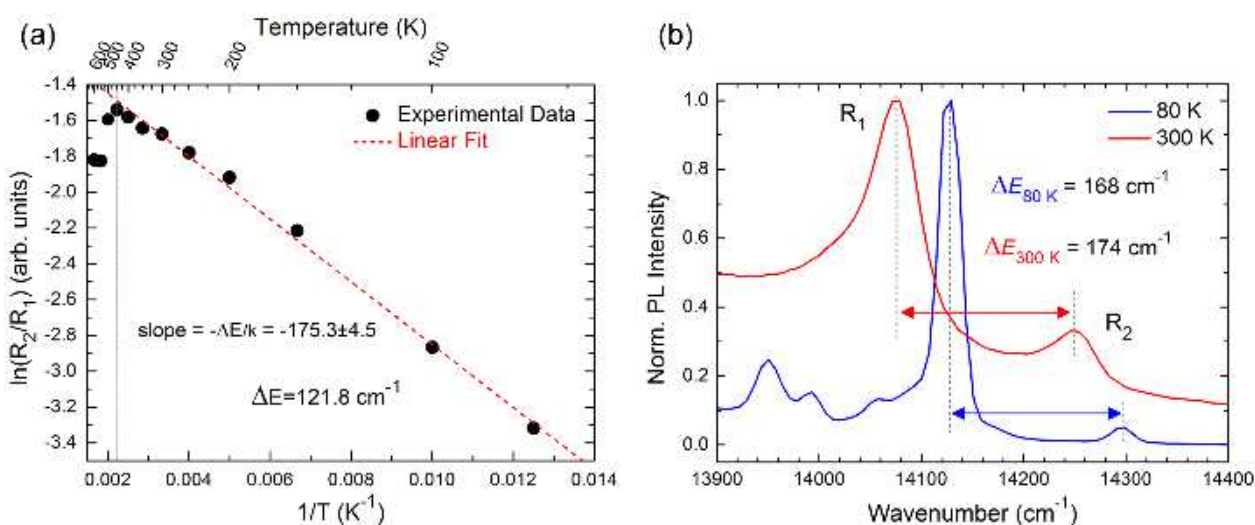 (a)
Temperature (K)
600
500
400
300
200
100
-1.4
-1.6
-1.8
-2.0
-2.2
-2.4
-2.6
-2.8
-3.0
-3.2
-3.4
ln(R₂/R₁) (arb. units)
Experimental Data
Linear Fit
slope = -ΔE/k = -175.3±4.5
ΔE=121.8 cm⁻¹
0.002 0.004 0.006 0.008 0.010 0.012 0.014
1/T (K⁻¹)
(b)
1.0
0.8
0.6
0.4
0.2
0.0
Norm. PL Intensity
R₁
80 K
300 K
ΔE₈₀ K = 168 cm⁻¹
ΔE₃₀₀ K = 174 cm⁻¹
R₂
13900 14000 14100 14200 14300 14400
Wavenumber (cm⁻¹)